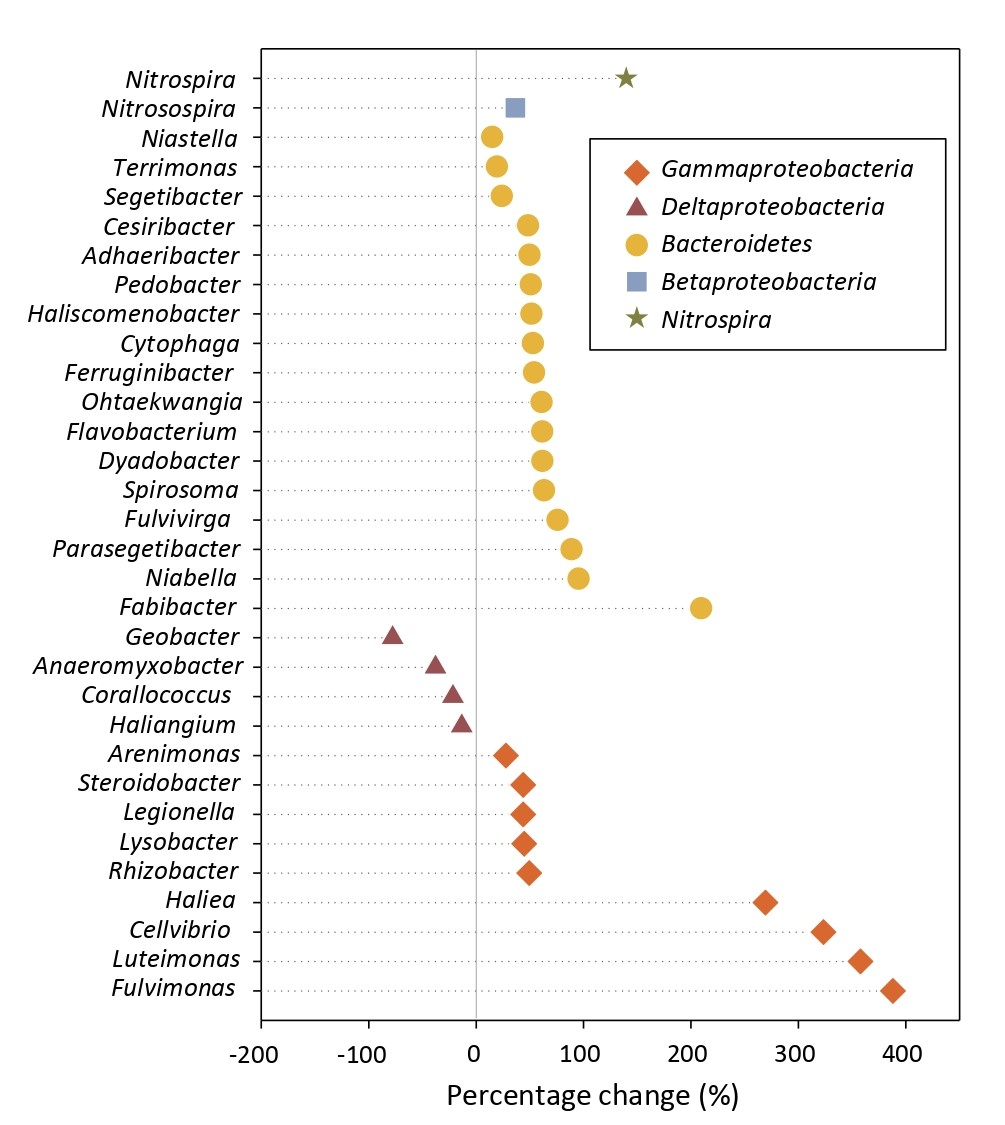 Nitrospira
Nitrosospira
Niastella
Terrimonas
Segetibacter
Cesiribacter
Adhaeribacter
Pedobacter
Haliscomenobacter
Cytophaga
Ferruginibacter
Ohtaekwangia
Flavobacterium
Dyadobacter
Spirosoma
Fulvivirga
Parasegetibacter
Niabella
Fabibacter
Geobacter
Anaeromyxobacter
Corallococcus
Haliangium
Arenimonas
Steroidobacter
Legionella
Lysobacter
Rhizobacter
Haliea
Cellvibrio
Luteimonas
Fulvimonas
Gammaproteobacteria
Deltaproteobacteria
Bacteroidetes
Betaproteobacteria
Nitrospira
-200 -100 0 100 200 300 400
Percentage change (%)